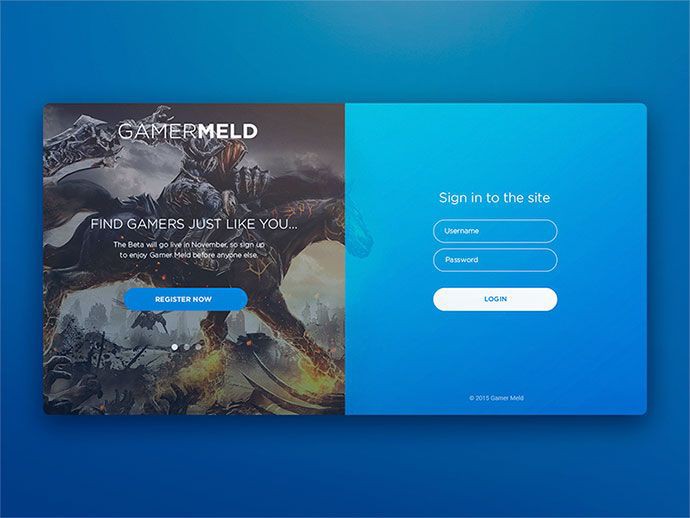 GAMERMELD
FIND GAMERS JUST LIKE YOU...
The Beta will go live in November, so sign up
to enjoy Gamer Meld before anyone else.
REGISTER NOW
Sign in to the site
Username
Password
LOGIN
© 2015 Gamer Meld